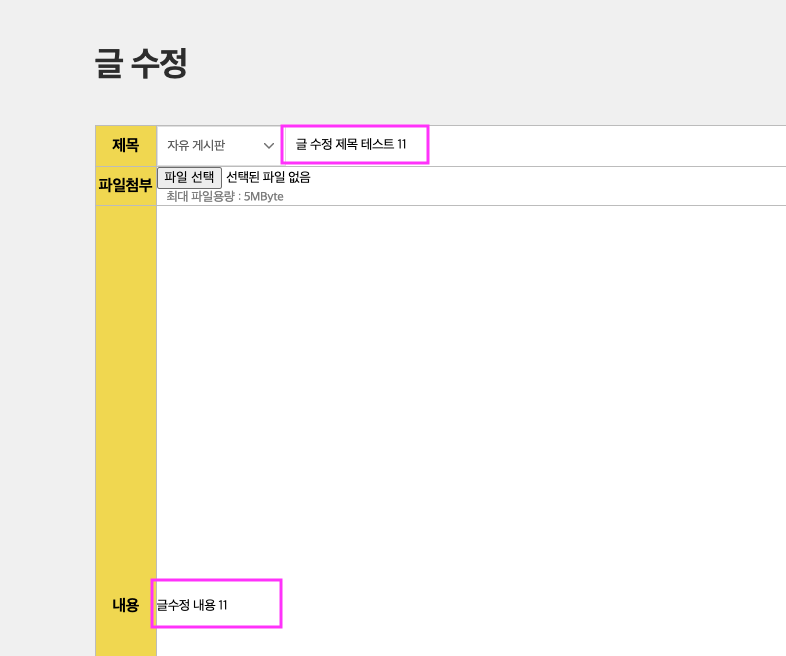 글 수정
제목 자유 게시판 글 수정 제목 테스트 11
파일첨부 파일 선택 선택된 파일 없음
최대 파일용량 : 5MByte
내용 글수정 내용 11